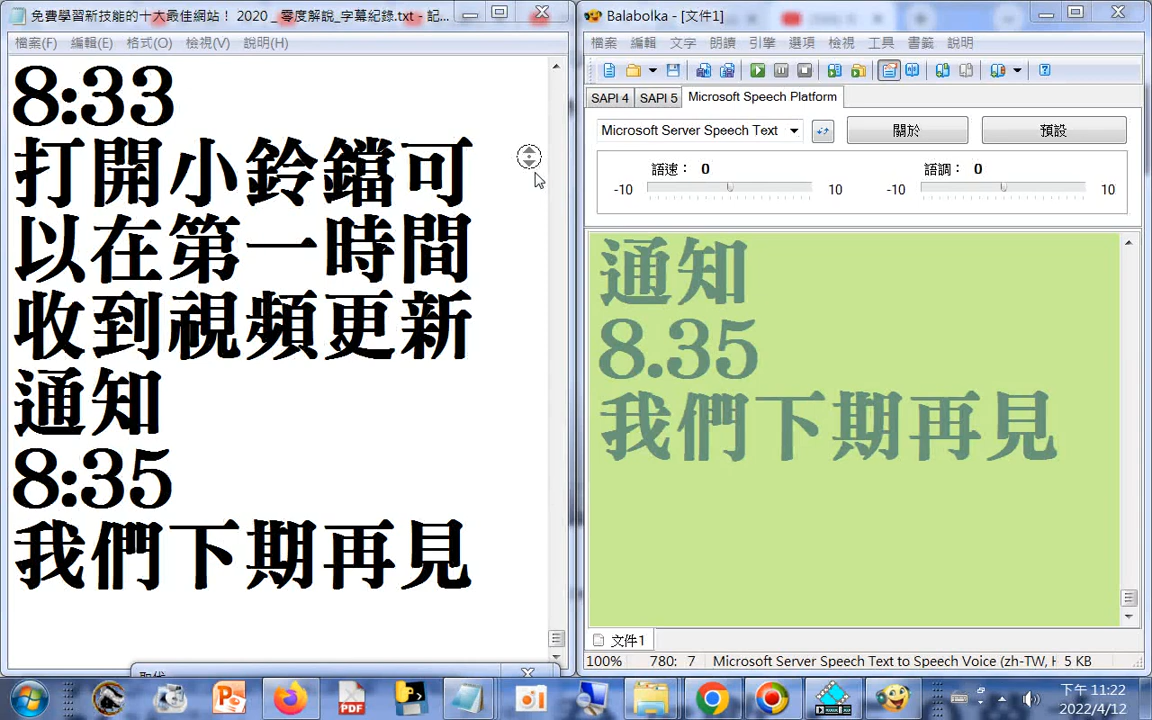 免費學習新技能的十大最佳網站！ 2020 _ 零度解說_字幕紀錄.txt - 記...
檔案(F) 編輯(E) 格式(O) 檢視(V) 說明(H)
8:33
打開小鈴鐺可
以在第一時間
收到視頻更新
通知
8:35
我們下期再見
取代
Balabolka - [文件1]
檔案 編輯 文字 朗讀 引擎 選項 檢視 工具 書籤 說明
SAPI 4 SAPI 5 Microsoft Speech Platform
Microsoft Server Speech Text 關於 預設
語速： 0 語調： 0
-10 10 -10 10
通知
8.35
我們下期再見
文件1
100% 780: 7 Microsoft Server Speech Text to Speech Voice (zh-TW, H 5 KB
PDF
下午 11:22
2022/4/12